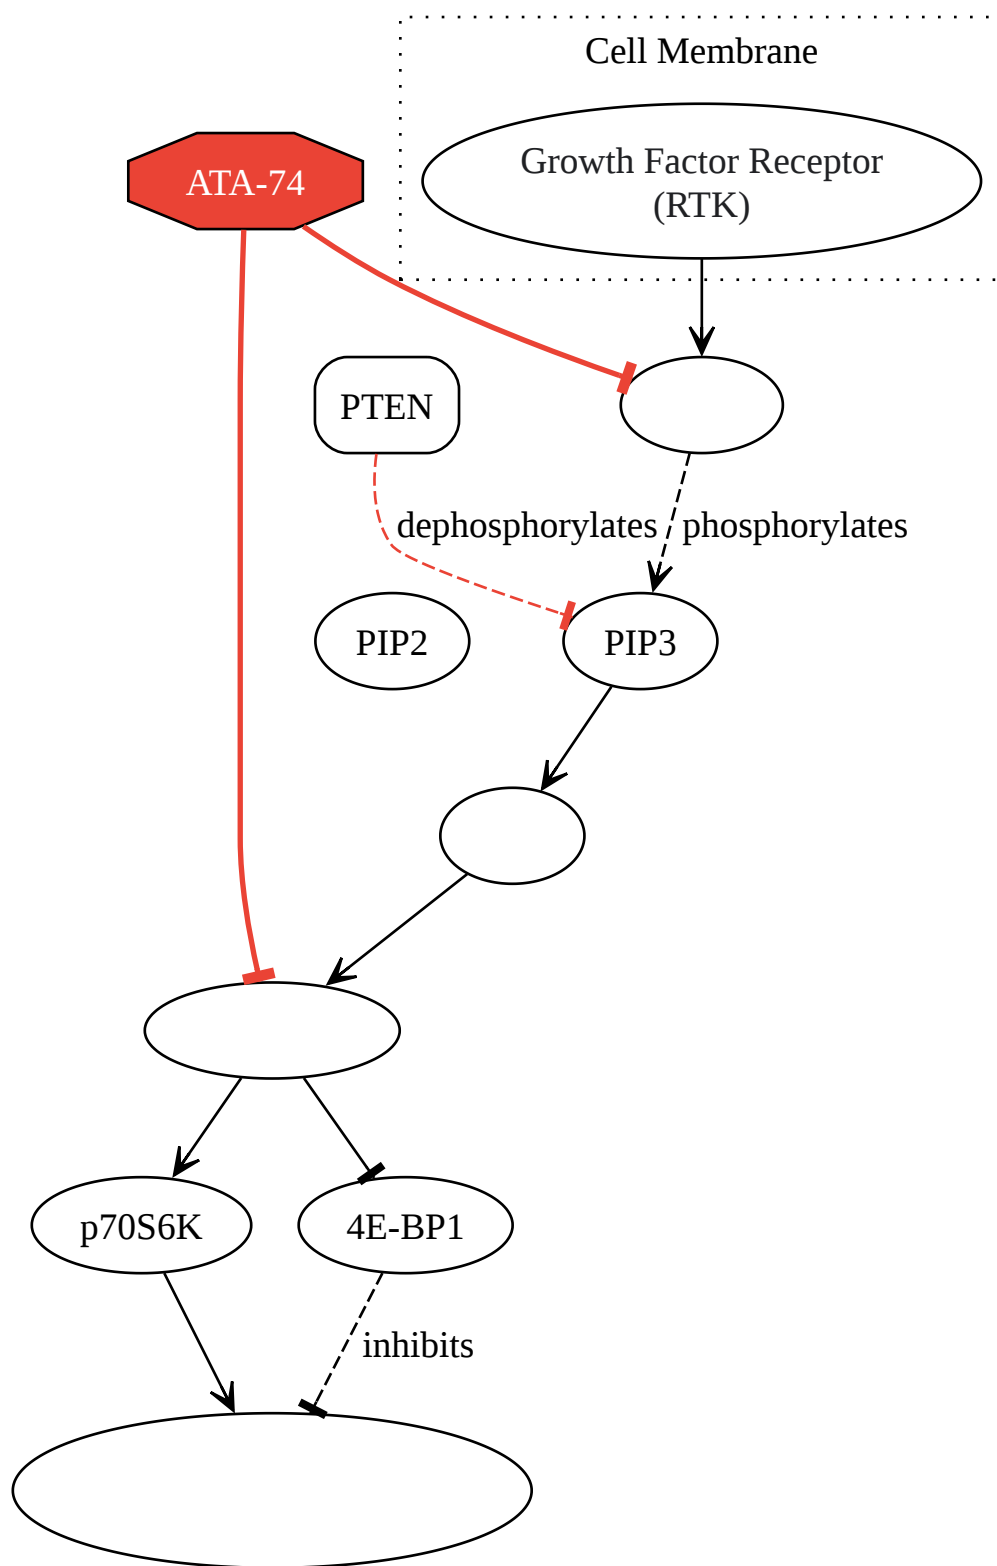 Cell Membrane
Growth Factor Receptor
(RTK)
ATA-74
PTEN
dephosphorylates
phosphorylates
PIP2
PIP3
p70S6K
4E-BP1
inhibits